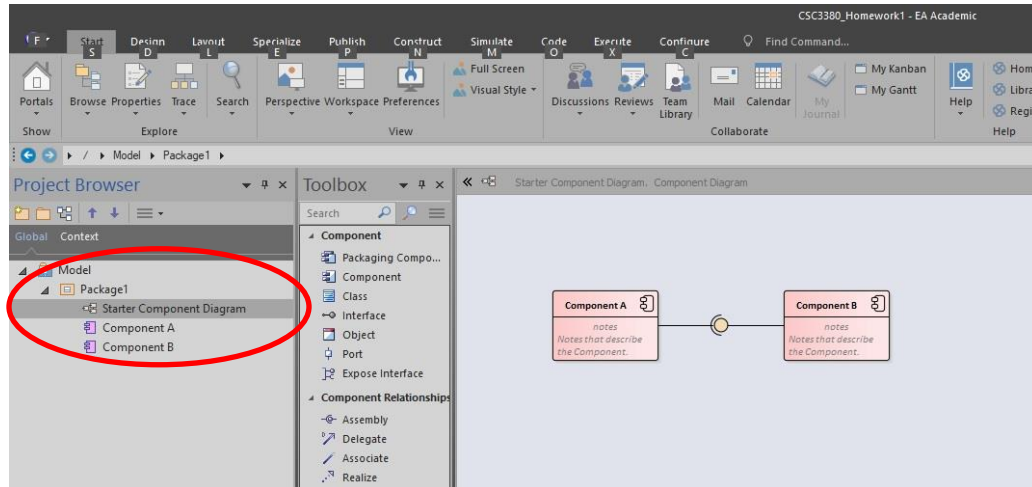 CSC3380_Homework1 - EA Academic
F Start Design Layout Specialize Publish Construct Simulate Code Execute Configure Find Command...
S D L E P N M O X C
Portals Browse Properties Trace Search Perspective Workspace Preferences
Full Screen
Visual Style
Discussions Reviews Team Library Mail Calendar My Journal
My Kanban
My Gantt
Help
Hom
Libra
Regi
Show Explore View Collaborate Help
/ Model Package1
Project Browser
Global Context
Model
Package1
Starter Component Diagram
Component A
Component B
Toolbox
Search
Component
Packaging Compo...
Component
Class
Interface
Object
Port
Expose Interface
Component Relationships
Assembly
Delegate
Associate
Realize
Starter Component Diagram. Component Diagram
Component A
notes
Notes that describe
the Component.
Component B
notes
Notes that describe
the Component.